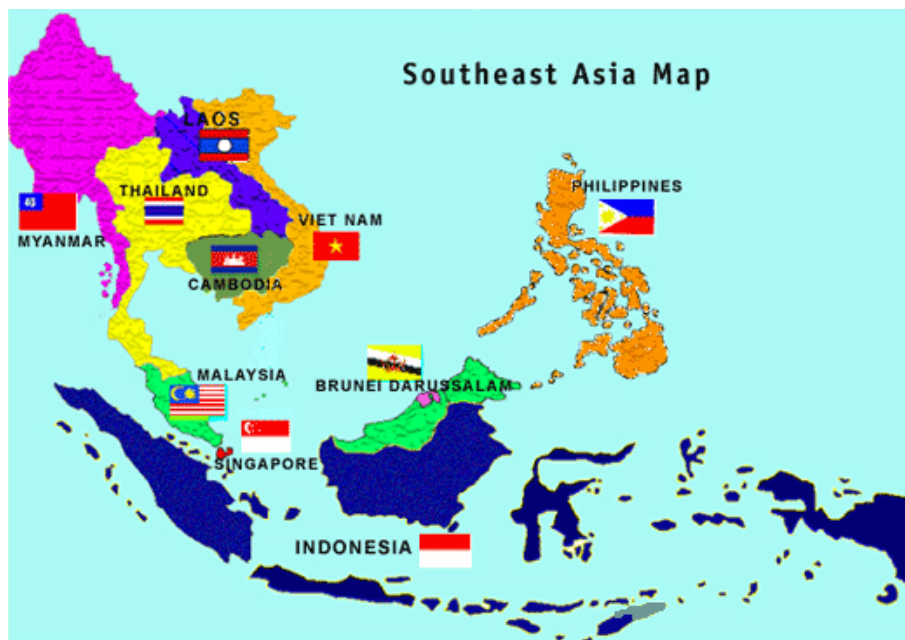 Southeast Asia Map
LAOS
THAILAND
PHILIPPINES
VIET NAM
MYANMAR
CAMBODIA
MALAYSIA
BRUNEI DARUSSALAM
SINGAPORE
INDONESIA